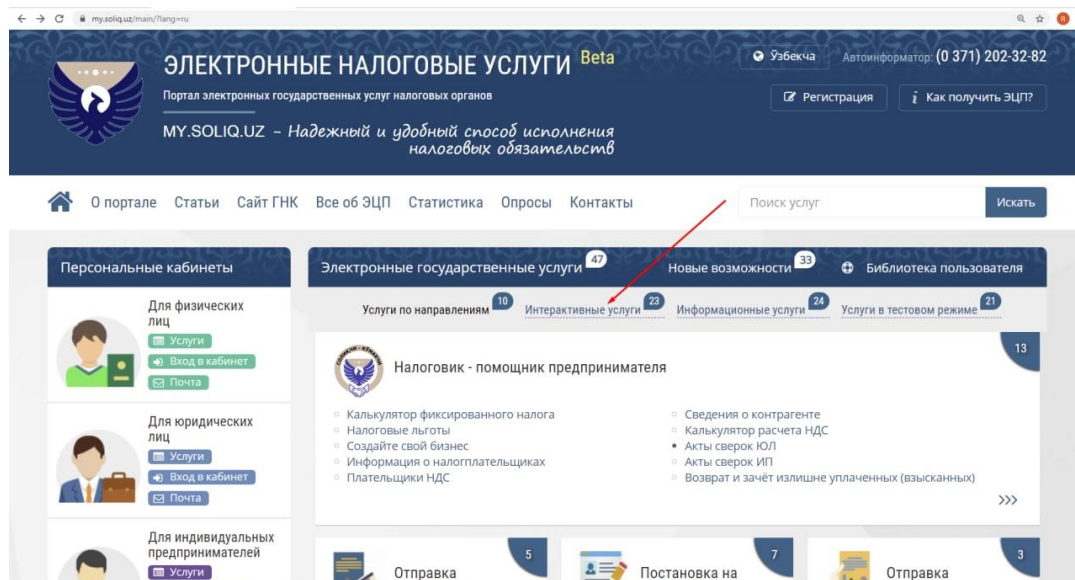 my.soliq.uz/main/?lang=ru
ЭЛЕКТРОННЫЕ НАЛОГОВЫЕ УСЛУГИ Beta
Портал электронных государственных услуг налоговых органов
MY.SOLIQ.UZ – Надежный и удобный способ исполнения
налоговых обязательств
Ўзбекча
Автоинформатор: (0 371) 202-32-82
Регистрация
Как получить ЭЦП?
О портале Статьи Сайт ГНК Все об ЭЦП Статистика Опросы Контакты
Поиск услуг
Искать
Персональные кабинеты
Для физических
лиц
Услуги
Вход в кабинет
Почта
Для юридических
лиц
Услуги
Вход в кабинет
Почта
Для индивидуальных
предпринимателей
Услуги
Электронные государственные услуги 47 Новые возможности 33 Библиотека пользователя
Услуги по направлениям 10 Интерактивные услуги 23 Информационные услуги 24 Услуги в тестовом режиме 21
Налоговик - помощник предпринимателя
13
Калькулятор фиксированного налога
Налоговые льготы
Создайте свой бизнес
Информация о налогплательщиках
Плательщики НДС
Сведения о контрагенте
Калькулятор расчета НДС
Акты сверок ЮЛ
Акты сверок ИП
Возврат и зачёт излишне уплаченных (взысканных)
>>>
Отправка
5
Постановка на
7
Отправка
3